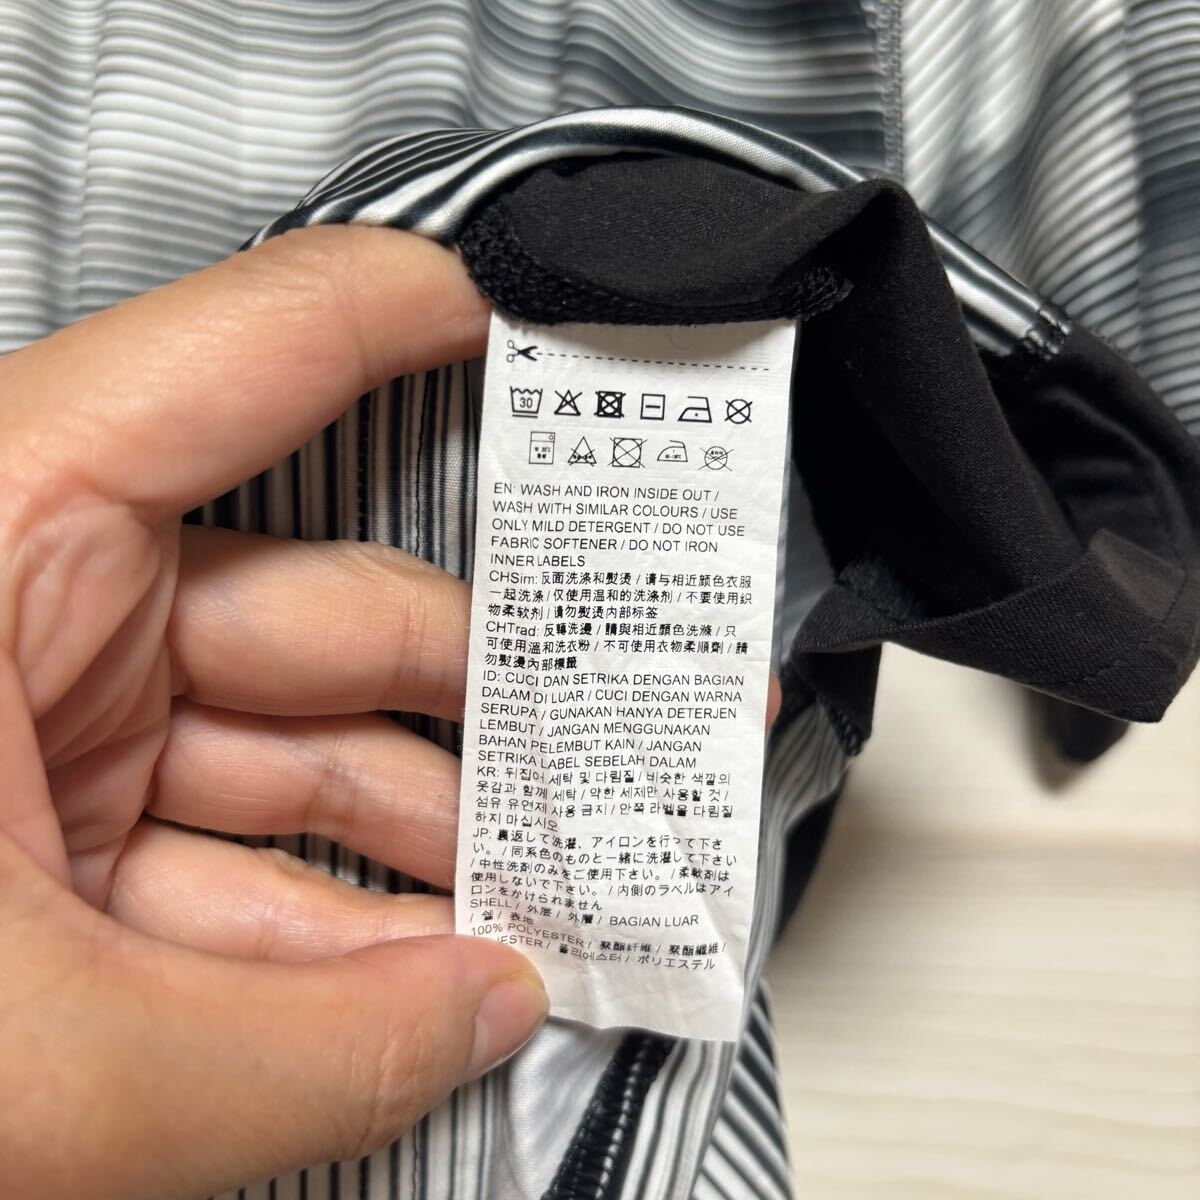 30
EN: WASH AND IRON INSIDE OUT /
WASH WITH SIMILAR COLOURS / USE
ONLY MILD DETERGENT / DO NOT USE
FABRIC SOFTENER / DO NOT IRON
INNER LABELS
CHSim: 反面洗涤和熨烫 / 请与相近颜色衣服
一起洗涤 / 仅使用温和的洗涤剂 / 不要使用织
物柔软剂 / 请勿熨烫内部标签
CHTrad: 反轉洗燙 / 請與相近顏色洗滌 / 只
可使用溫和洗衣粉 / 不可使用衣物柔順劑 / 請
勿熨燙內部標籤
ID: CUCI DAN SETRIKA DENGAN BAGIAN
DALAM DI LUAR / CUCI DENGAN WARNA
SERUPA / GUNAKAN HANYA DETERJEN
LEMBUT / JANGAN MENGGUNAKAN
BAHAN PELEMBUT KAIN / JANGAN
SETRIKA LABEL SEBELAH DALAM
KR: 뒤집어 세탁 및 다림질 / 비슷한 색깔의
옷감과 함께 세탁 / 약한 세제만 사용할 것 /
섬유 유연제 사용 금지 / 안쪽 라벨을 다림질
하지 마십시오
JP: 裏返して洗濯、アイロンを行って下さ
い。 / 同系色のものと一緒に洗濯して下さい
/ 中性洗剤のみをご使用下さい。 / 柔軟剤は
使用しないで下さい。 / 内側のラベルはアイ
ロンをかけられません
SHELL / 外层 / 外層 / BAGIAN LUAR
/ 쉘 / 表地
100% POLYESTER / 聚酯纤维 / 聚酯纖維 /
ESTER / 폴리에스터 / ポリエステル